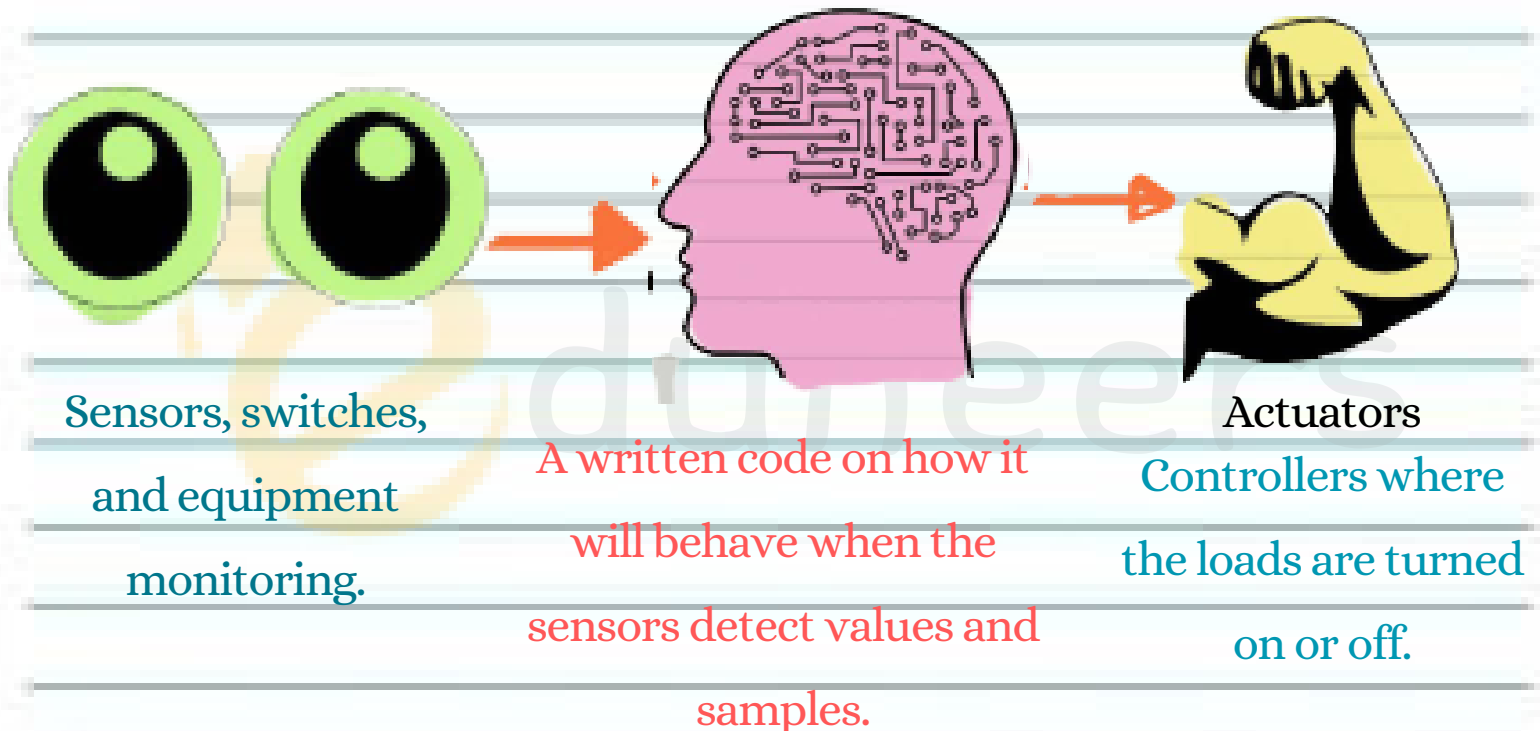 Sensors, switches,
and equipment
monitoring.
A written code on how it
will behave when the
sensors detect values and
samples.
Actuators
Controllers where
the loads are turned
on or off.
eduneers